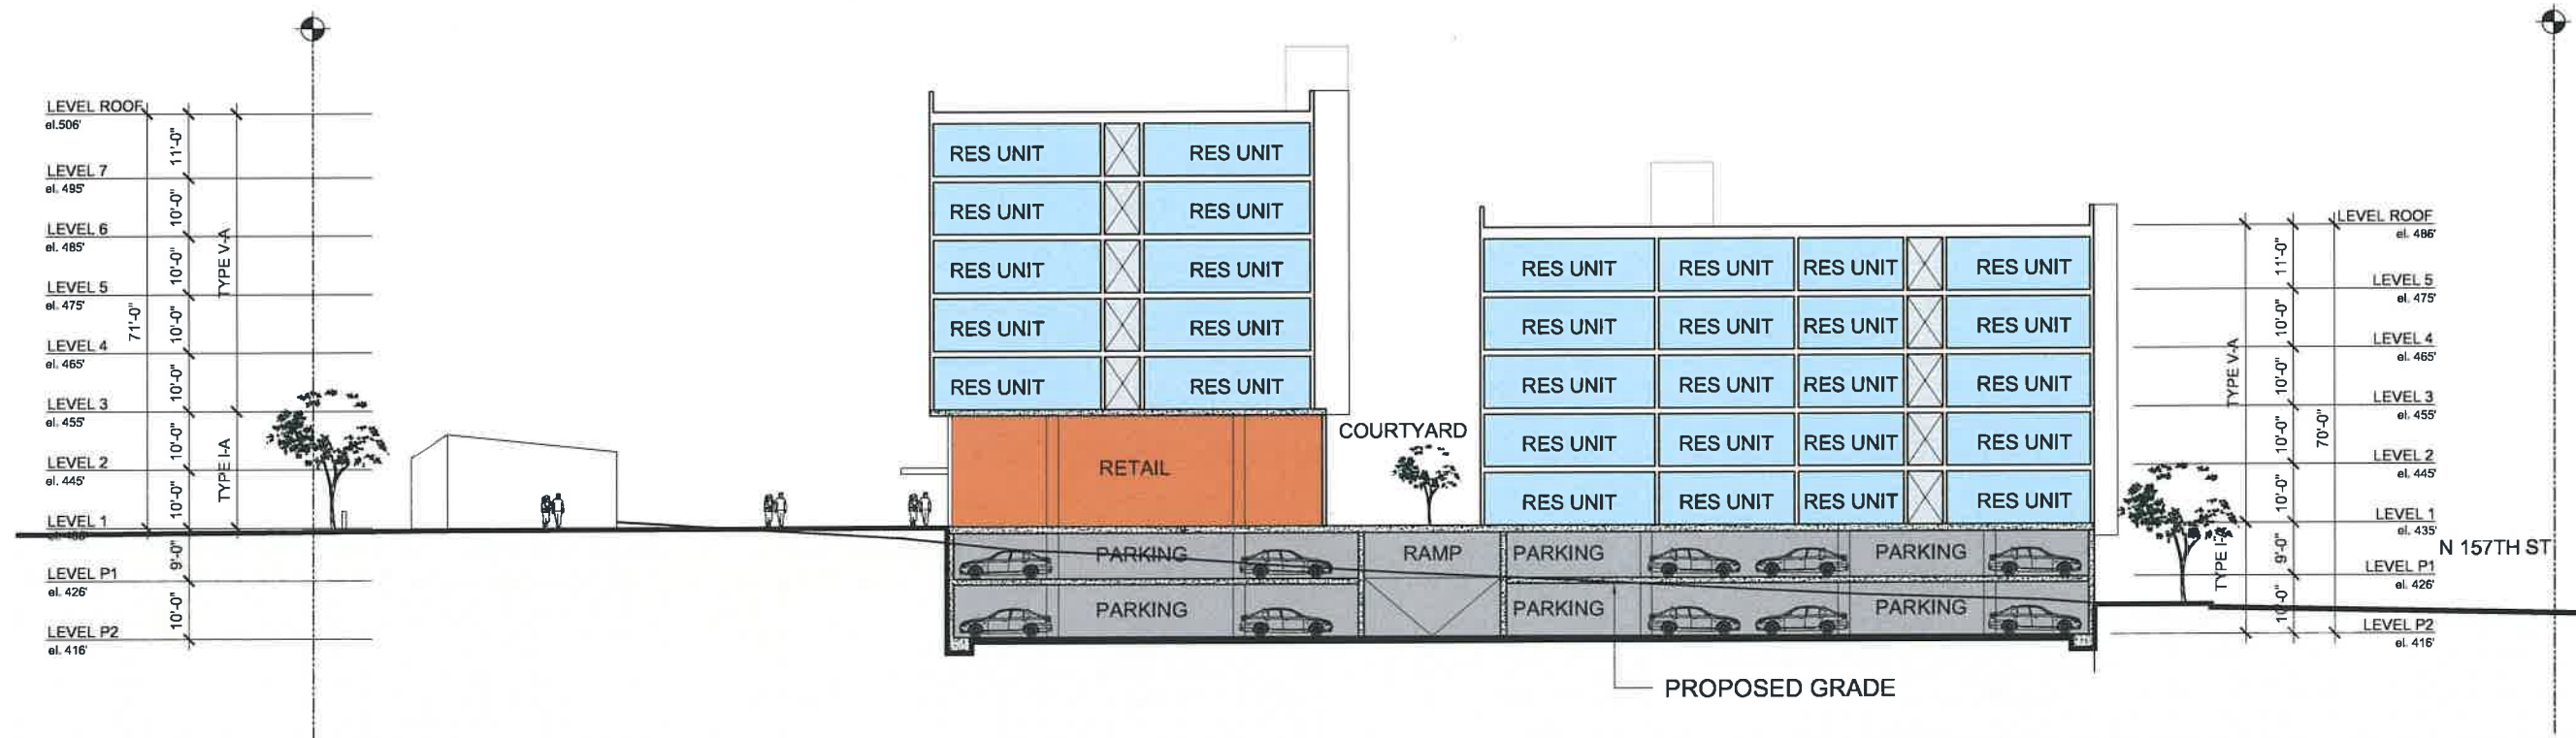 LEVEL ROOF
el.506'
11'-0"
LEVEL 7
el. 495'
10'-0"
LEVEL 6
el. 485'
10'-0"
TYPE V-A
LEVEL 5
el. 475'
71'-0"
10'-0"
LEVEL 4
el. 465'
10'-0"
LEVEL 3
el. 455'
10'-0"
TYPE I-A
LEVEL 2
el. 445'
10'-0"
LEVEL 1
9'-0"
LEVEL P1
el. 426'
10'-0"
LEVEL P2
el. 416'
RES UNIT RES UNIT
RES UNIT RES UNIT
RES UNIT RES UNIT
RES UNIT RES UNIT
RES UNIT RES UNIT
RETAIL
COURTYARD
RES UNIT RES UNIT RES UNIT RES UNIT
RES UNIT RES UNIT RES UNIT RES UNIT
RES UNIT RES UNIT RES UNIT RES UNIT
RES UNIT RES UNIT RES UNIT RES UNIT
RES UNIT RES UNIT RES UNIT RES UNIT
PARKING RAMP PARKING PARKING
PARKING PARKING PARKING
PROPOSED GRADE
LEVEL ROOF
el. 486'
11'-0"
LEVEL 5
el. 475'
10'-0"
LEVEL 4
el. 465'
TYPE V-A
10'-0"
LEVEL 3
el. 455'
10'-0"
70'-0"
LEVEL 2
el. 445'
10'-0"
LEVEL 1
el. 435'
9'-0"
N 157TH ST
LEVEL P1
el. 426'
10'-0"
LEVEL P2
el. 416'